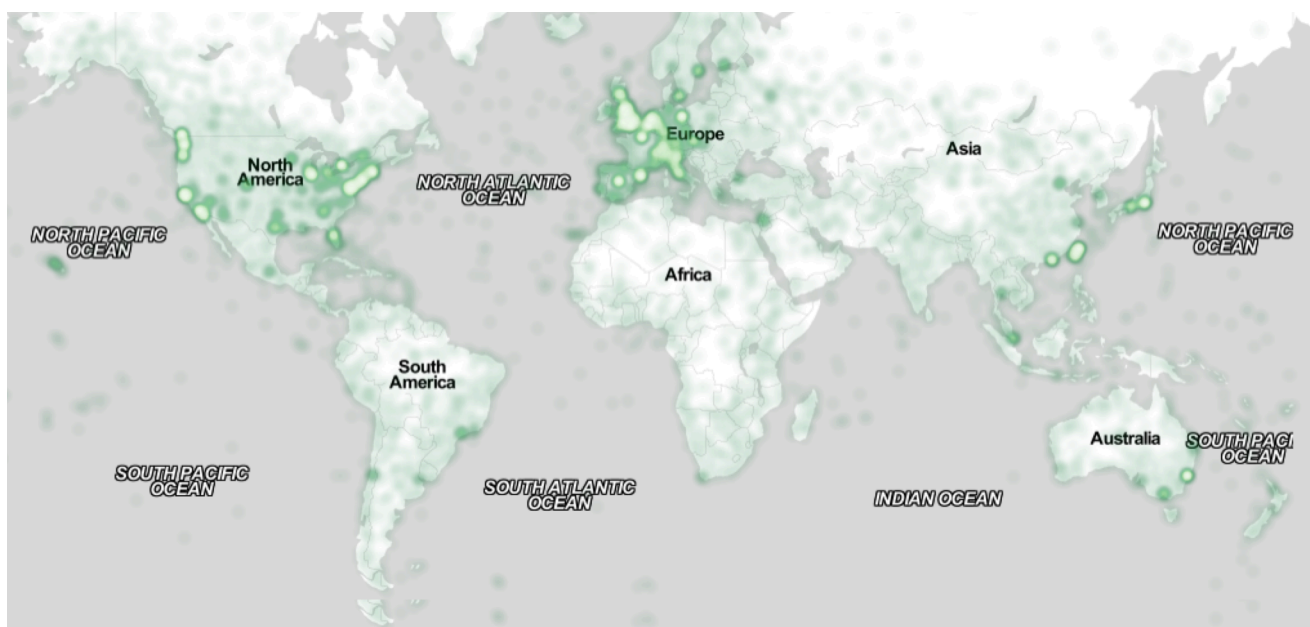 Europe
Asia
North
America
NORTH ATLANTIC
OCEAN
NORTH PACIFIC
OCEAN
NORTH PACIFIC
OCEAN
Africa
South
America
Australia
SOUTH PACI
OCEAN
SOUTH PACIFIC
OCEAN
SOUTH ATLANTIC
OCEAN
INDIAN OCEAN